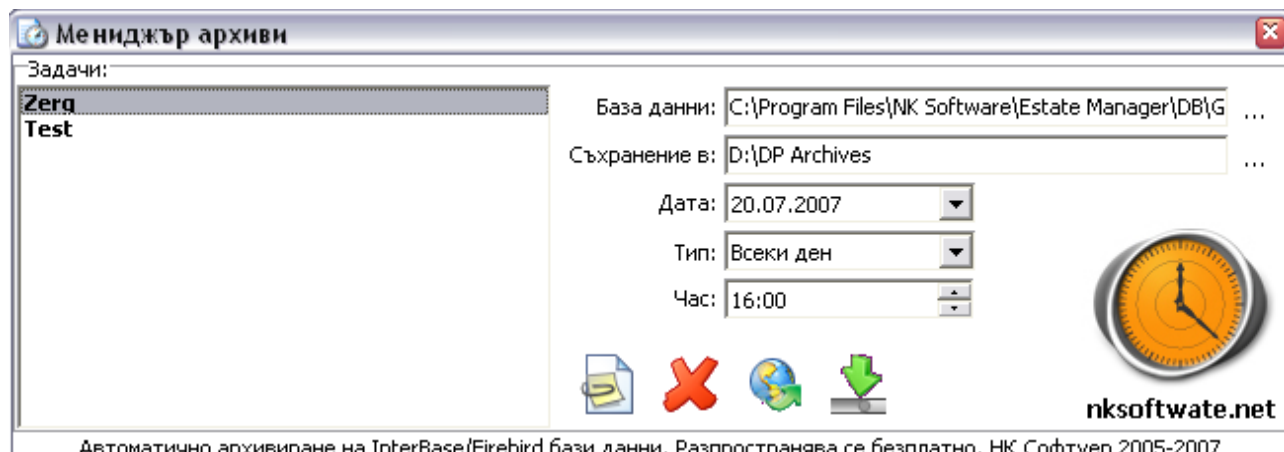 Мениджър архиви
Задачи:
Zerg
Test
База данни: C:\Program Files\NK Software\Estate Manager\DB\G ...
Съхранение в: D:\DP Archives ...
Дата: 20.07.2007
Тип: Всеки ден
Час: 16:00
nksoftwate.net
Автоматично архивиране на InterBase/Firebird бази данни. Разпространява се безплатно. НК Софтуер 2005-2007